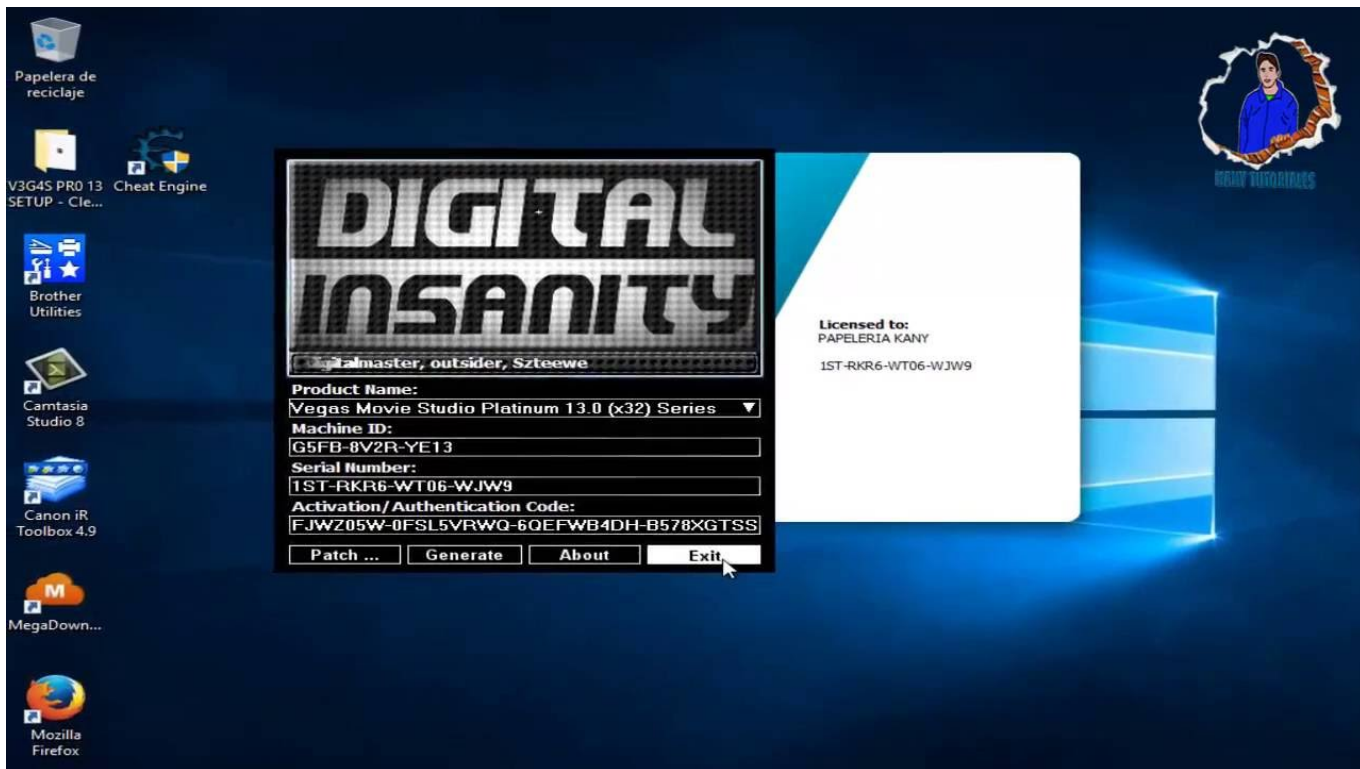 Papelera de
reciclaje
V3G4S PR0 13
SETUP - Cle...
Cheat Engine
Brother
Utilities
Camtasia
Studio 8
Canon iR
Toolbox 4.9
MegaDown...
Mozilla
Firefox
DIGITAL
INSANITY
outsider, Szteewe
Product Name:
Vegas Movie Studio Platinum 13.0 (x32) Series
Machine ID:
G5FB-8V2R-YE13
Serial Number:
1ST-RKR6-WT06-WJW9
Activation/Authentication Code:
FJWZ05W-0FSL5VRWQ-6QEFWB4DH-B578XGTSS
Patch ...
Generate
About
Exit
Licensed to:
PAPELERIA KANY
1ST-RKR6-WT06-WJW9
KANY TUTORIALES